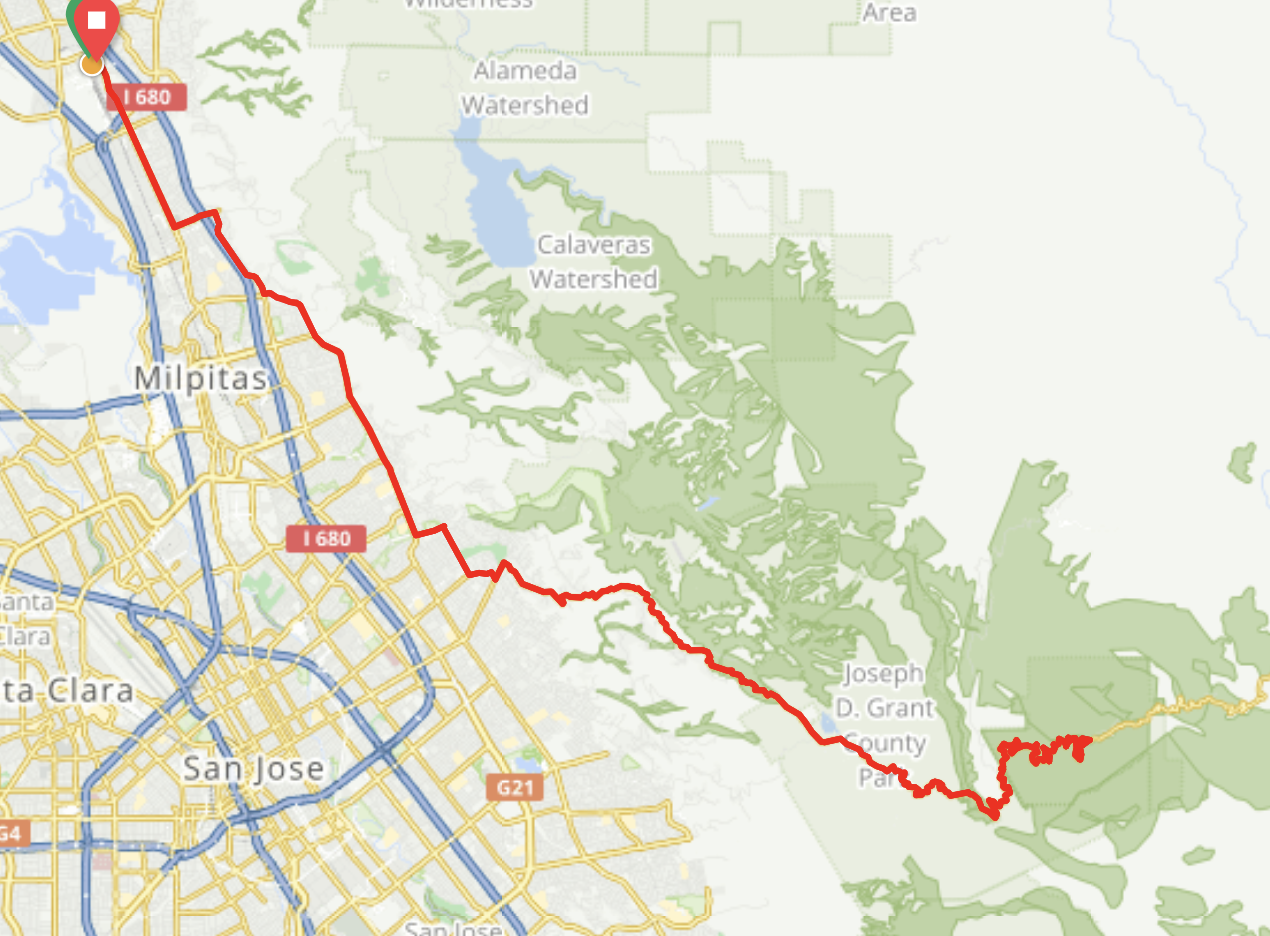 Wilderness
Area
Alameda
Watershed
I 680
Calaveras
Watershed
Milpitas
I 680
anta
Clara
ta Clara
Joseph
D. Grant
County
Park
San Jose
G21
G4
San Jose